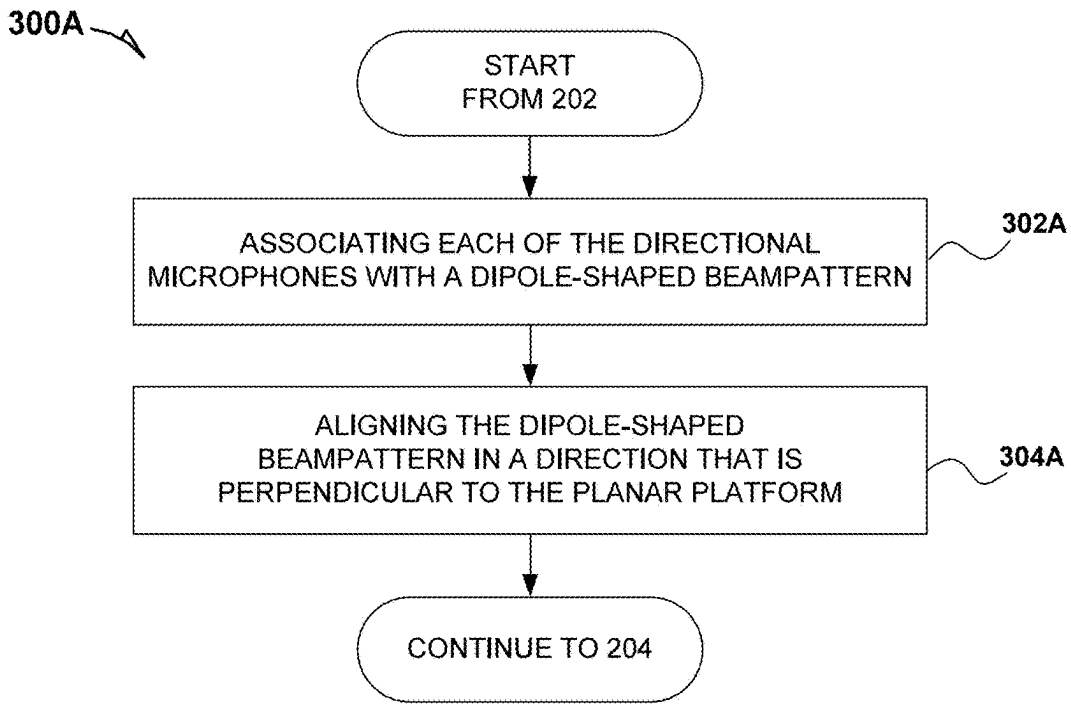 300A
START
FROM 202
ASSOCIATING EACH OF THE DIRECTIONAL
MICROPHONES WITH A DIPOLE-SHAPED BEAMPATTERN
302A
ALIGNING THE DIPOLE-SHAPED
BEAMPATTERN IN A DIRECTION THAT IS
PERPENDICULAR TO THE PLANAR PLATFORM
304A
CONTINUE TO 204